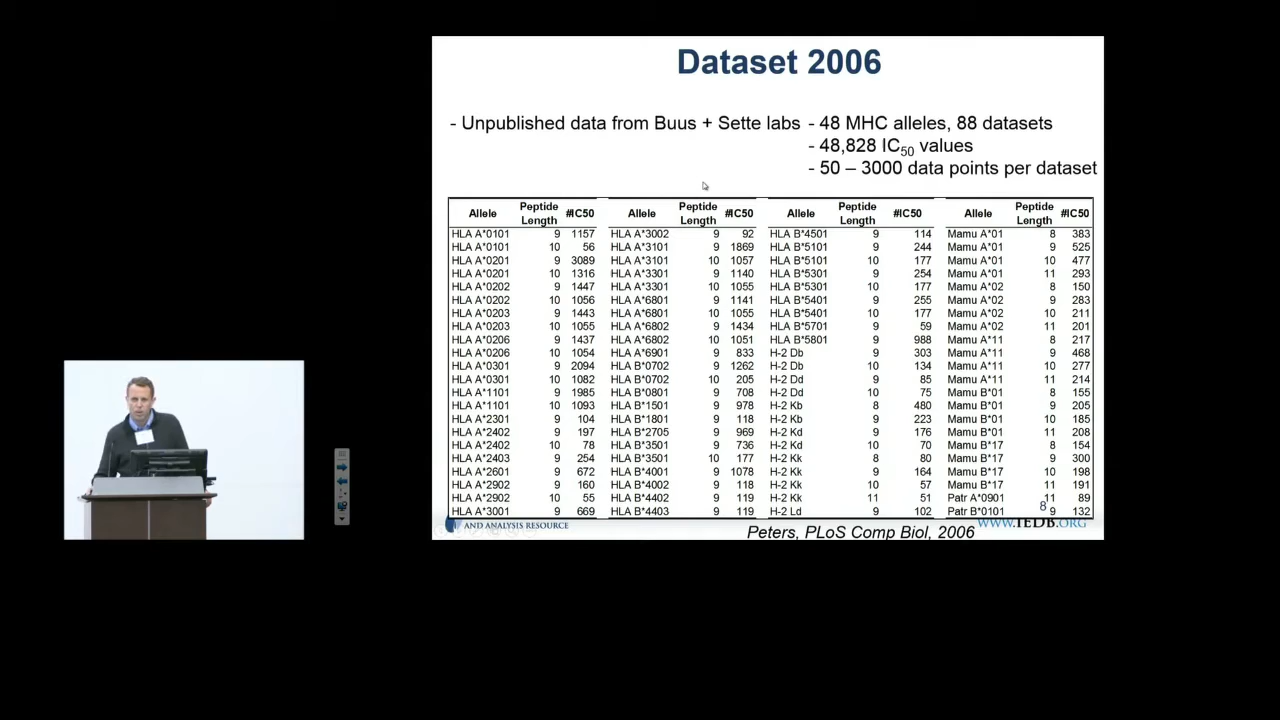 Dataset 2006
- Unpublished data from Buus + Sette labs
- 48 MHC alleles, 88 datasets
- 48,828 IC50 values
- 50 – 3000 data points per dataset
Allele Peptide Length #IC50 Allele Peptide Length #IC50 Allele Peptide Length #IC50 Allele Peptide Length #IC50
HLA A*0101 9 1157 HLA A*3002 9 92 HLA B*4501 9 114 Mamu A*01 8 383
HLA A*0101 10 56 HLA A*3101 9 1869 HLA B*5101 9 244 Mamu A*01 9 525
HLA A*0201 9 3089 HLA A*3101 10 1057 HLA B*5101 10 177 Mamu A*01 10 477
HLA A*0201 10 1316 HLA A*3301 9 1140 HLA B*5301 9 254 Mamu A*01 11 293
HLA A*0202 9 1447 HLA A*3301 10 1055 HLA B*5301 10 177 Mamu A*02 8 150
HLA A*0202 10 1056 HLA A*6801 9 1141 HLA B*5401 9 255 Mamu A*02 9 283
HLA A*0203 9 1443 HLA A*6801 10 1055 HLA B*5401 10 177 Mamu A*02 10 211
HLA A*0203 10 1055 HLA A*6802 9 1434 HLA B*5701 9 59 Mamu A*02 11 201
HLA A*0206 9 1437 HLA A*6802 10 1051 HLA B*5801 9 988 Mamu A*11 8 217
HLA A*0206 10 1054 HLA A*6901 9 833 H-2 Db 9 303 Mamu A*11 9 468
HLA A*0301 9 2094 HLA B*0702 9 1262 H-2 Db 10 134 Mamu A*11 10 277
HLA A*0301 10 1082 HLA B*0702 10 205 H-2 Dd 9 85 Mamu A*11 11 214
HLA A*1101 9 1985 HLA B*0801 9 708 H-2 Dd 10 75 Mamu B*01 8 155
HLA A*1101 10 1093 HLA B*1501 9 978 H-2 Kb 8 480 Mamu B*01 9 205
HLA A*2301 9 104 HLA B*1801 9 118 H-2 Kb 9 223 Mamu B*01 10 185
HLA A*2402 9 197 HLA B*2705 9 969 H-2 Kd 9 176 Mamu B*01 11 208
HLA A*2402 10 78 HLA B*3501 9 736 H-2 Kd 10 70 Mamu B*17 8 154
HLA A*2403 9 254 HLA B*3501 10 177 H-2 Kk 8 80 Mamu B*17 9 300
HLA A*2601 9 672 HLA B*4001 9 1078 H-2 Kk 9 164 Mamu B*17 10 198
HLA A*2902 9 160 HLA B*4002 9 118 H-2 Kk 10 57 Mamu B*17 11 191
HLA A*2902 10 55 HLA B*4402 9 119 H-2 Kk 11 51 Patr A*0901 11 89
HLA A*3001 9 669 HLA B*4403 9 119 H-2 Ld 9 102 Patr B*0101 9 132
8
AND ANALYSIS RESOURCE
WWW.IEDB.ORG
Peters, PLoS Comp Biol, 2006